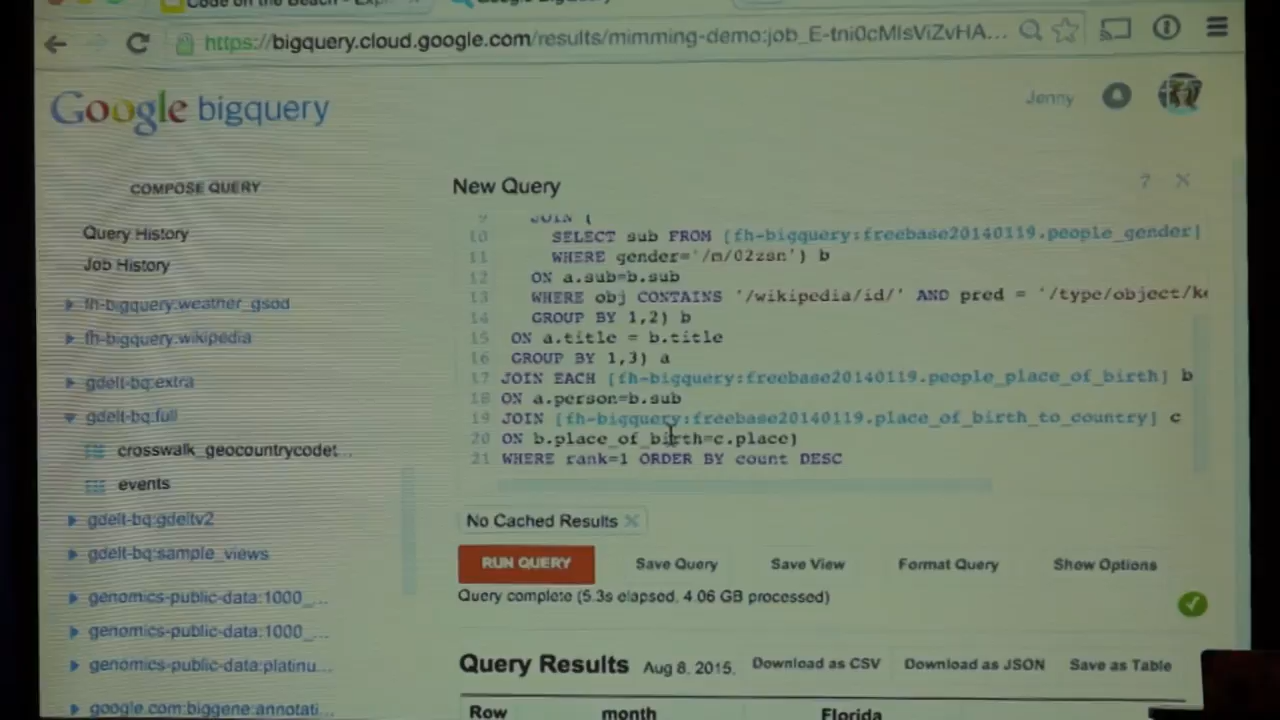 Code on the Beach - Exp
https://bigquery.cloud.google.com/results/mimming-demo:job_E-tni0cMIsViZvHA...
Google bigquery
Jenny
COMPOSE QUERY
Query History
Job History
fh-bigquery:weather_gsod
fh-bigquery:wikipedia
gdelt-bq:extra
gdelt-bq:full
crosswalk_geocountrycodet...
events
gdelt-bq:gdeltv2
gdelt-bq:sample_views
genomics-public-data:1000_...
genomics-public-data:1000_...
genomics-public-data:platinu...
google.com:biggene:annotati...
New Query
? ×
9 JOIN (
10 SELECT sub FROM [fh-bigquery:freebase20140119.people_gender]
11 WHERE gender='/m/02zsn') b
12 ON a.sub=b.sub
13 WHERE obj CONTAINS '/wikipedia/id/' AND pred = '/type/object/ke
14 GROUP BY 1,2) b
15 ON a.title = b.title
16 GROUP BY 1,3) a
17 JOIN EACH [fh-bigquery:freebase20140119.people_place_of_birth] b
18 ON a.person=b.sub
19 JOIN [fh-bigquery:freebase20140119.place_of_birth_to_country] c
20 ON b.place_of_birth=c.place)
21 WHERE rank=1 ORDER BY count DESC
No Cached Results ×
RUN QUERY Save Query Save View Format Query Show Options
Query complete (5.3s elapsed, 4.06 GB processed)
Query Results Aug 8, 2015, Download as CSV Download as JSON Save as Table
Row month Florida